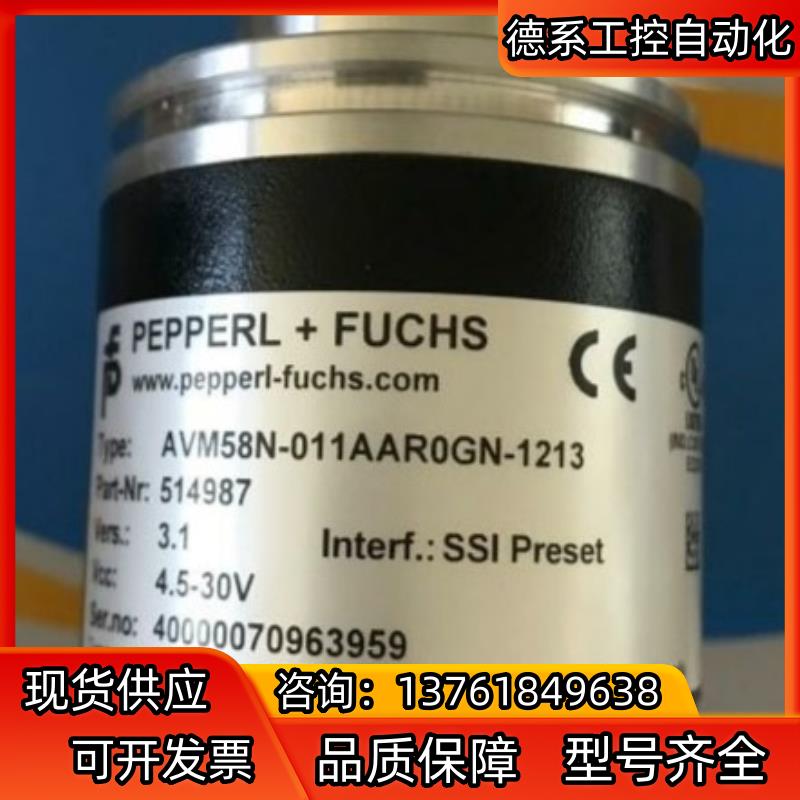 德系工控自动化
PEPPERL + FUCHS
www.pepperl-fuchs.com
CE
Type: AVM58N-011AAR0GN-1213
Part-Nr: 514987
Vers.: 3.1
Interf.: SSI Preset
Vcc: 4.5-30V
Ser.no: 40000070963959
现货供应
咨询：13761849638
可开发票
品质保障
型号齐全